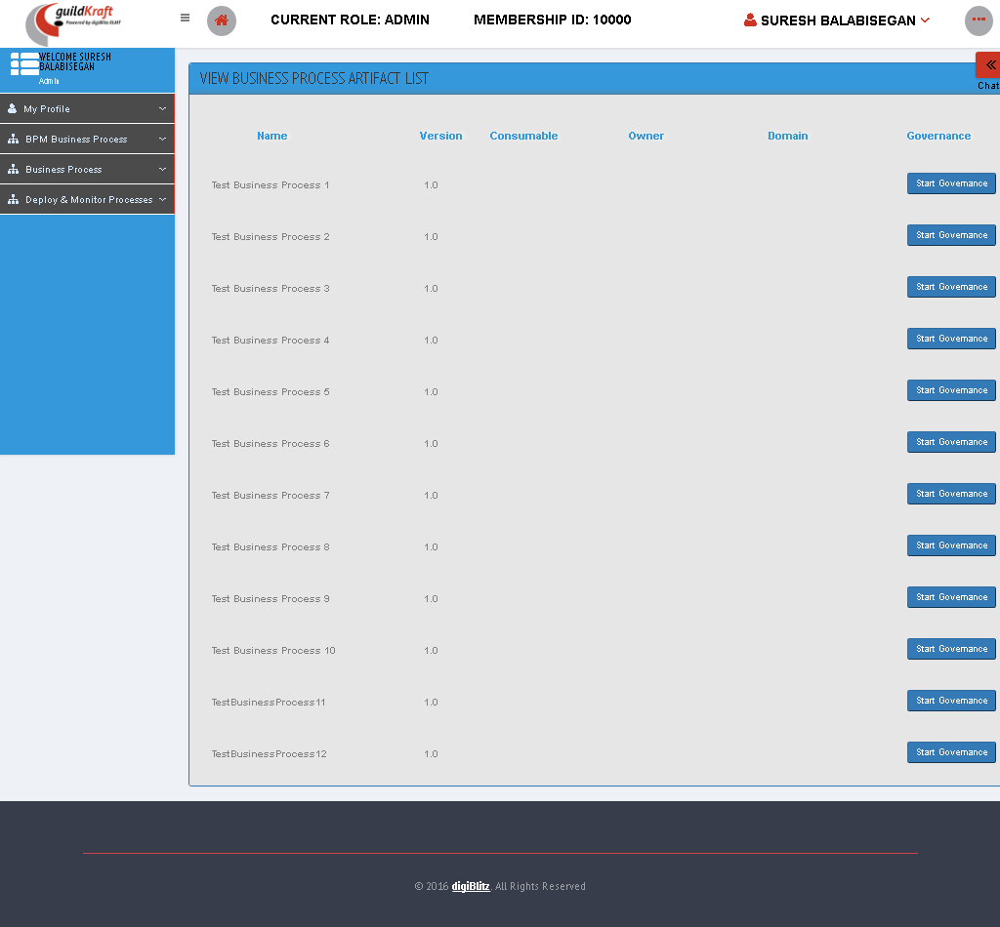 guildKraft
Powered by digiBlitz ELMT
CURRENT ROLE: ADMIN
MEMBERSHIP ID: 10000
SURESH BALABISEGAN
WELCOME SURESH
BALABISEGAN
Admin
My Profile
BPM Business Process
Business Process
Deploy & Monitor Processes
VIEW BUSINESS PROCESS ARTIFACT LIST
Chat
Name Version Consumable Owner Domain Governance
Test Business Process 1 1.0 Start Governance
Test Business Process 2 1.0 Start Governance
Test Business Process 3 1.0 Start Governance
Test Business Process 4 1.0 Start Governance
Test Business Process 5 1.0 Start Governance
Test Business Process 6 1.0 Start Governance
Test Business Process 7 1.0 Start Governance
Test Business Process 8 1.0 Start Governance
Test Business Process 9 1.0 Start Governance
Test Business Process 10 1.0 Start Governance
TestBusinessProcess11 1.0 Start Governance
TestBusinessProcess12 1.0 Start Governance
© 2016 digiBlitz. All Rights Reserved